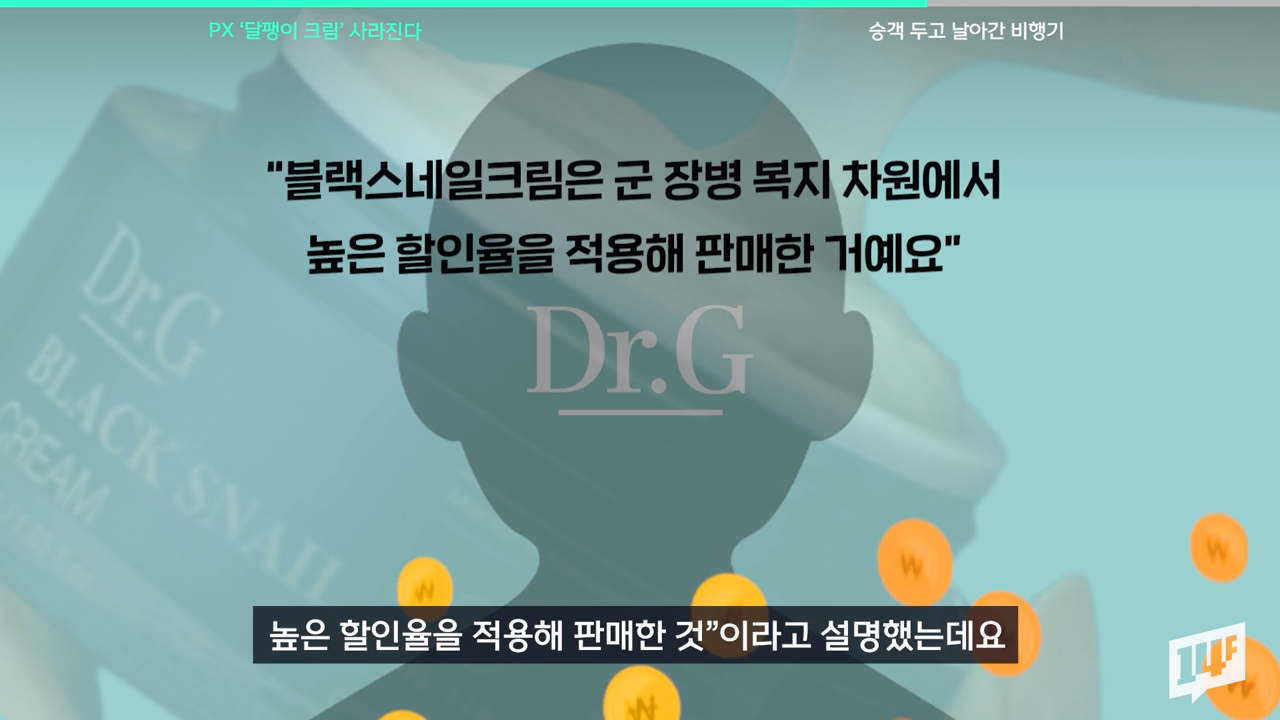 PX ‘달팽이 크림’ 사라진다
승객 두고 날아간 비행기
“블랙스네일크림은 군 장병 복지 차원에서
높은 할인율을 적용해 판매한 거예요”
Dr.G
Dr.G
BLACK SNAIL
CREAM
높은 할인율을 적용해 판매한 것”이라고 설명했는데요
14F